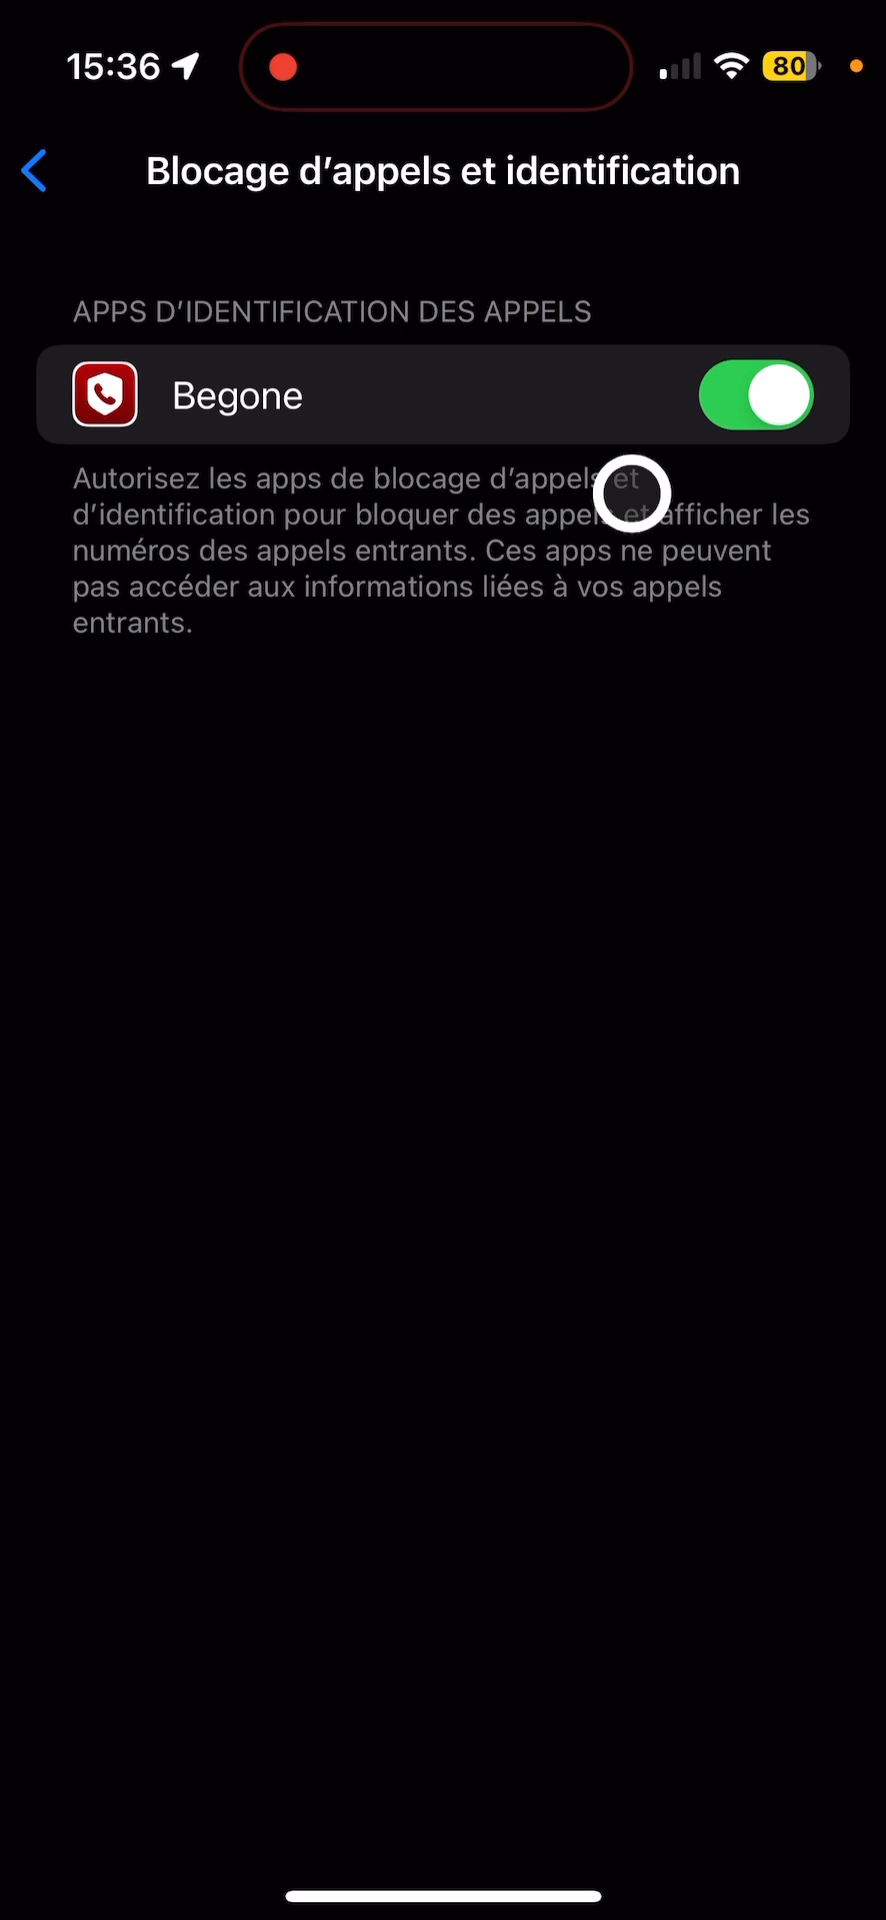 15:36
80
Blocage d’appels et identification
APPS D’IDENTIFICATION DES APPELS
Begone
Autorisez les apps de blocage d’appels et
d’identification pour bloquer des appels et afficher les
numéros des appels entrants. Ces apps ne peuvent
pas accéder aux informations liées à vos appels
entrants.